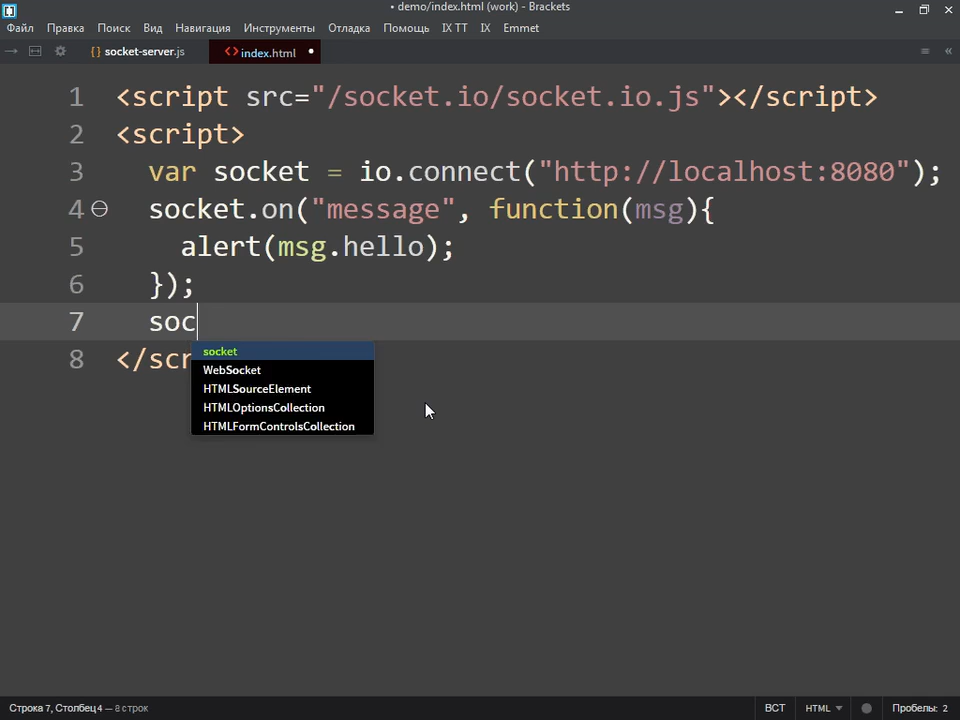 • demo/index.html (work) - Brackets
Файл Правка Поиск Вид Навигация Инструменты Отладка Помощь IX TT IX Emmet
{} socket-server.js <> index.html •
1 <script src="/socket.io/socket.io.js"></script>
2 <script>
3 var socket = io.connect("http://localhost:8080");
4 socket.on("message", function(msg){
5 alert(msg.hello);
6 });
7 soc
8 </scr
socket
WebSocket
HTMLSourceElement
HTMLOptionsCollection
HTMLFormControlsCollection
Строка 7, Столбец 4 — 8 строк ВСТ HTML Пробелы: 2